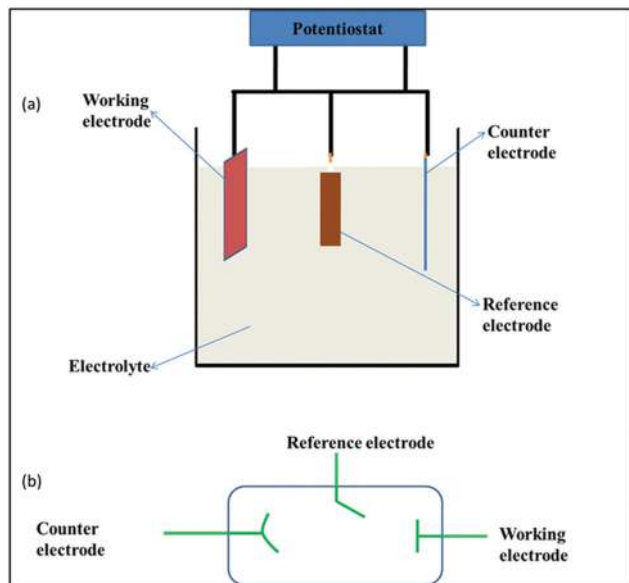 Potentiostat
(a)
Working
electrode
Counter
electrode
Reference
electrode
Electrolyte
Reference electrode
(b)
Counter
electrode
Working
electrode